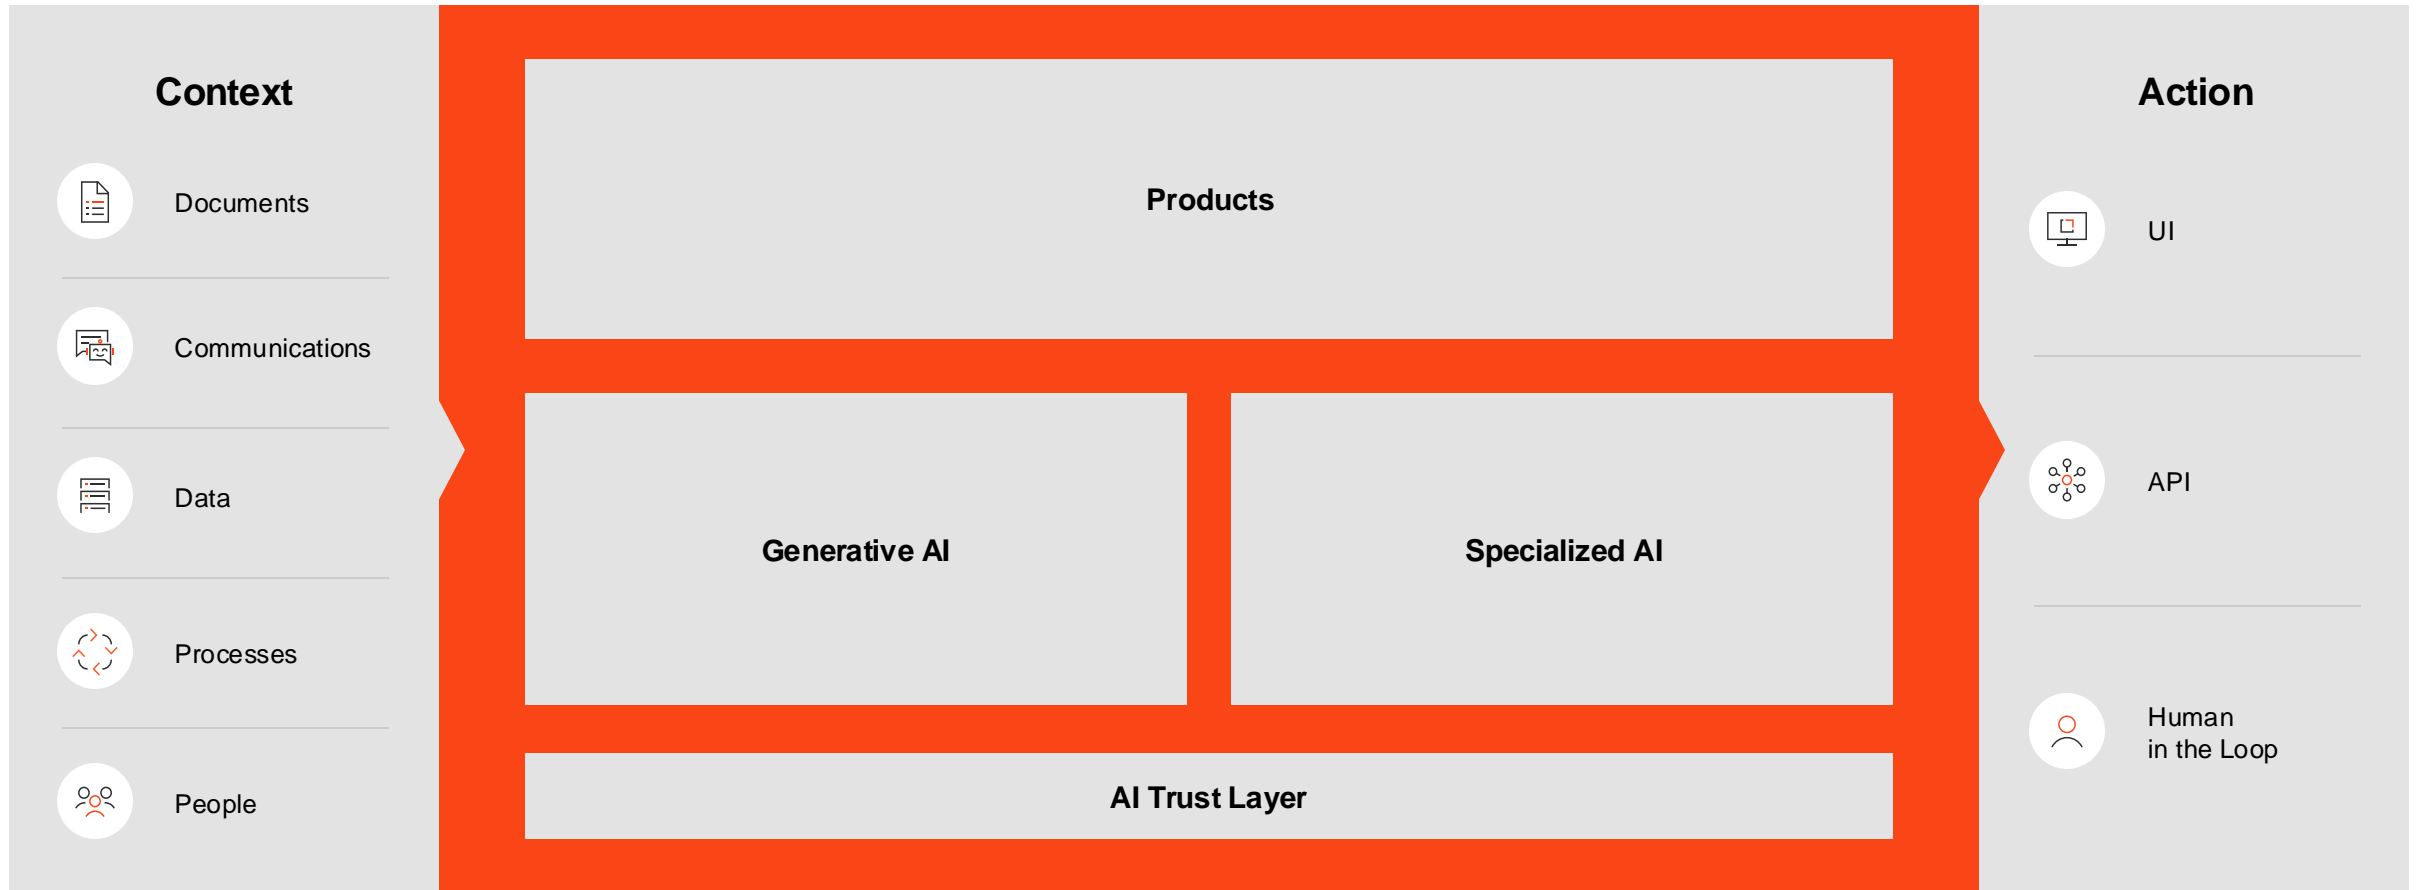 Context
Documents
Communications
Data
Processes
People
Products
Generative AI
Specialized AI
AI Trust Layer
Action
UI
API
Human
in the Loop